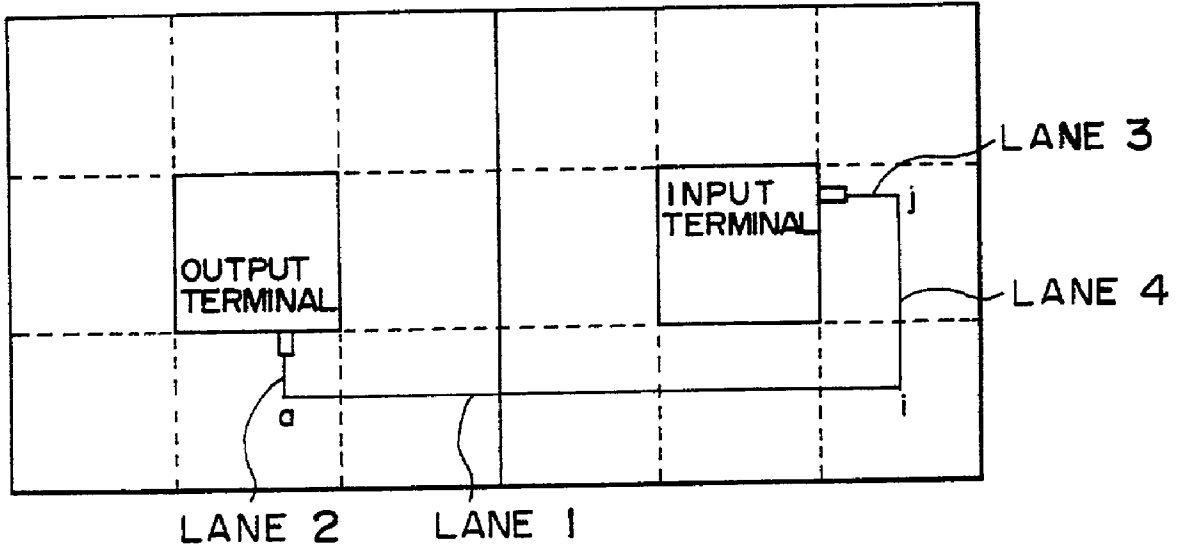 LANE 3
INPUT
TERMINAL
j
OUTPUT
TERMINAL
LANE 4
a
i
LANE 2
LANE 1